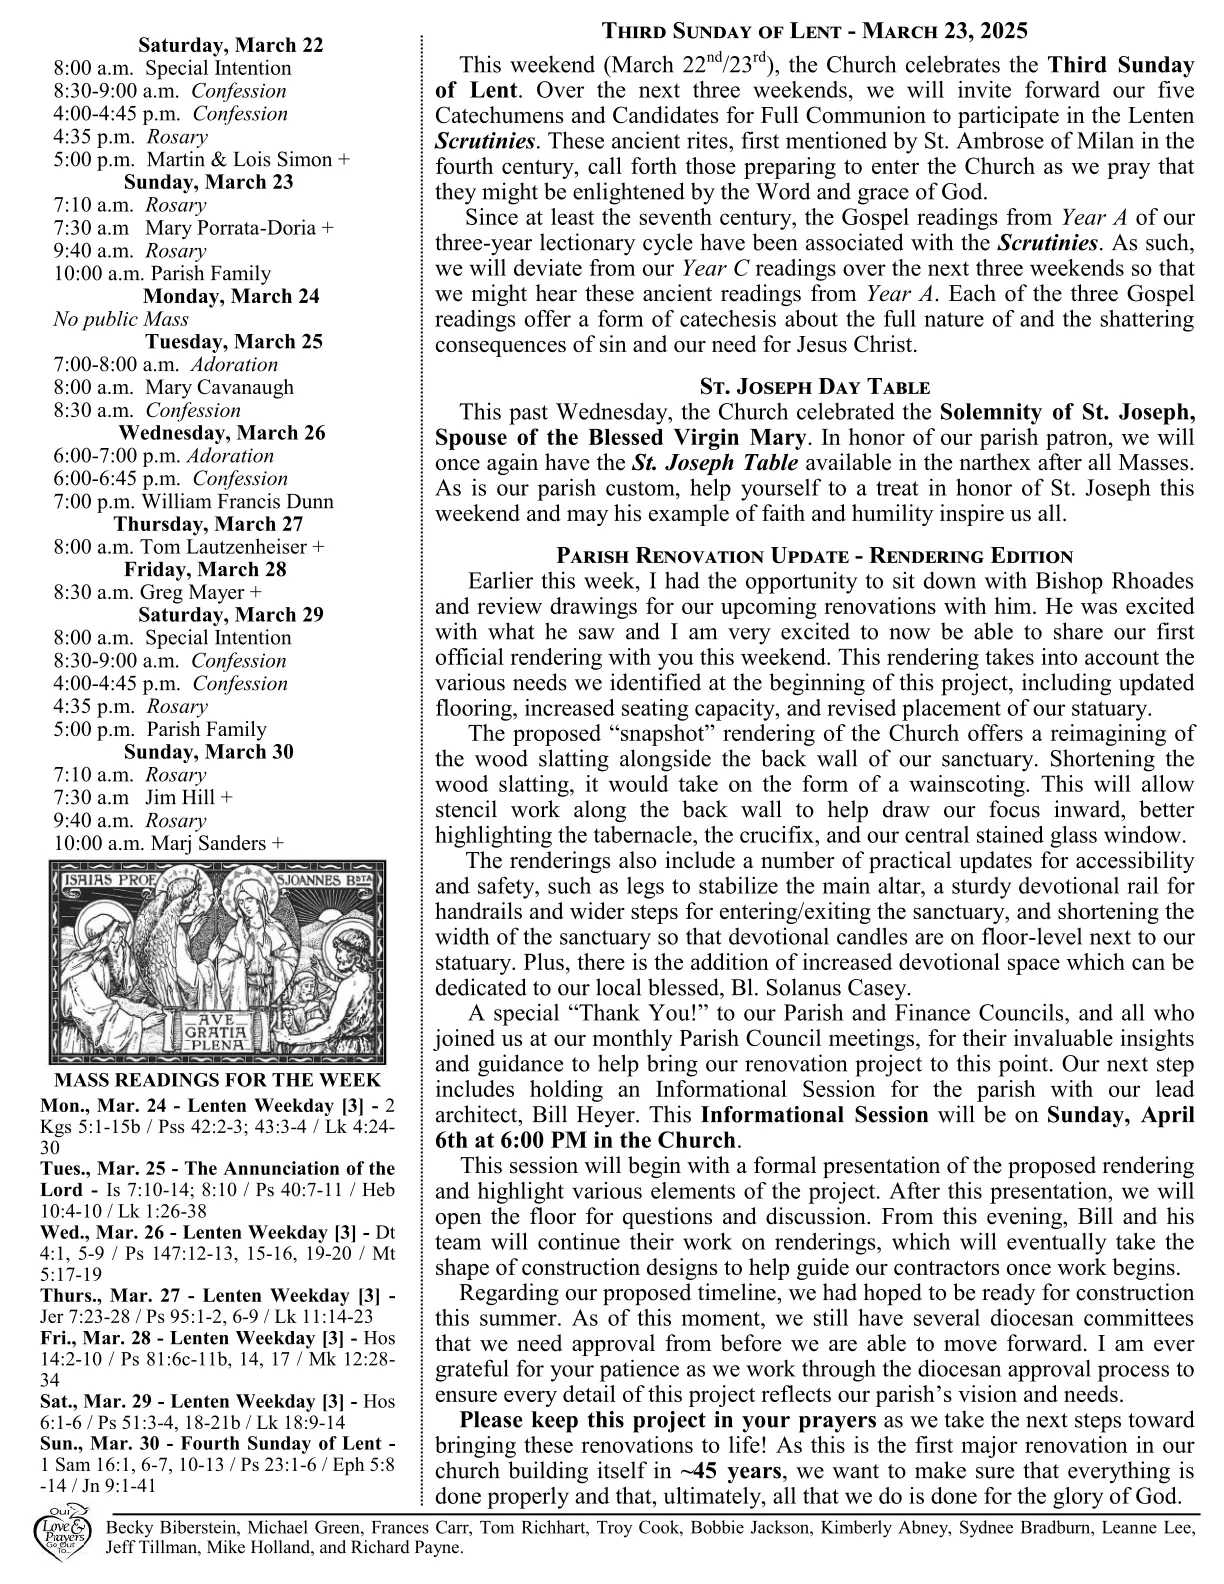 Saturday, March 22
8:00 a.m.  Special Intention
8:30-9:00 a.m.  Confession
4:00-4:45 p.m.  Confession
4:35 p.m.  Rosary
5:00 p.m.  Martin & Lois Simon +
Sunday, March 23
7:10 a.m.  Rosary
7:30 a.m  Mary Porrata-Doria +
9:40 a.m.  Rosary
10:00 a.m. Parish Family
Monday, March 24
No public Mass
Tuesday, March 25
7:00-8:00 a.m.  Adoration
8:00 a.m.  Mary Cavanaugh
8:30 a.m.  Confession
Wednesday, March 26
6:00-7:00 p.m. Adoration
6:00-6:45 p.m.  Confession
7:00 p.m. William Francis Dunn
Thursday, March 27
8:00 a.m. Tom Lautzenheiser +
Friday, March 28
8:30 a.m. Greg Mayer +
Saturday, March 29
8:00 a.m.  Special Intention
8:30-9:00 a.m.  Confession
4:00-4:45 p.m.  Confession
4:35 p.m.  Rosary
5:00 p.m.  Parish Family
Sunday, March 30
7:10 a.m.  Rosary
7:30 a.m  Jim Hill +
9:40 a.m.  Rosary
10:00 a.m. Marj Sanders +
ISAIAS PROF
SJOANNES BPTA
AVE
GRATIA
PLENA
MASS READINGS FOR THE WEEK
Mon., Mar. 24 - Lenten Weekday [3] - 2
Kgs 5:1-15b / Pss 42:2-3; 43:3-4 / Lk 4:24-
30
Tues., Mar. 25 - The Annunciation of the
Lord - Is 7:10-14; 8:10 / Ps 40:7-11 / Heb
10:4-10 / Lk 1:26-38
Wed., Mar. 26 - Lenten Weekday [3] - Dt
4:1, 5-9 / Ps 147:12-13, 15-16, 19-20 / Mt
5:17-19
Thurs., Mar. 27 - Lenten Weekday [3] -
Jer 7:23-28 / Ps 95:1-2, 6-9 / Lk 11:14-23
Fri., Mar. 28 - Lenten Weekday [3] - Hos
14:2-10 / Ps 81:6c-11b, 14, 17 / Mk 12:28-
34
Sat., Mar. 29 - Lenten Weekday [3] - Hos
6:1-6 / Ps 51:3-4, 18-21b / Lk 18:9-14
Sun., Mar. 30 - Fourth Sunday of Lent -
1 Sam 16:1, 6-7, 10-13 / Ps 23:1-6 / Eph 5:8
-14 / Jn 9:1-41
THIRD SUNDAY OF LENT - MARCH 23, 2025
This weekend (March 22nd/23rd), the Church celebrates the Third Sunday
of Lent. Over the next three weekends, we will invite forward our five
Catechumens and Candidates for Full Communion to participate in the Lenten
Scrutinies. These ancient rites, first mentioned by St. Ambrose of Milan in the
fourth century, call forth those preparing to enter the Church as we pray that
they might be enlightened by the Word and grace of God.
Since at least the seventh century, the Gospel readings from Year A of our
three-year lectionary cycle have been associated with the Scrutinies. As such,
we will deviate from our Year C readings over the next three weekends so that
we might hear these ancient readings from Year A. Each of the three Gospel
readings offer a form of catechesis about the full nature of and the shattering
consequences of sin and our need for Jesus Christ.
ST. JOSEPH DAY TABLE
This past Wednesday, the Church celebrated the Solemnity of St. Joseph,
Spouse of the Blessed Virgin Mary. In honor of our parish patron, we will
once again have the St. Joseph Table available in the narthex after all Masses.
As is our parish custom, help yourself to a treat in honor of St. Joseph this
weekend and may his example of faith and humility inspire us all.
PARISH RENOVATION UPDATE - RENDERING EDITION
Earlier this week, I had the opportunity to sit down with Bishop Rhoades
and review drawings for our upcoming renovations with him. He was excited
with what he saw and I am very excited to now be able to share our first
official rendering with you this weekend. This rendering takes into account the
various needs we identified at the beginning of this project, including updated
flooring, increased seating capacity, and revised placement of our statuary.
The proposed “snapshot” rendering of the Church offers a reimagining of
the wood slatting alongside the back wall of our sanctuary. Shortening the
wood slatting, it would take on the form of a wainscoting. This will allow
stencil work along the back wall to help draw our focus inward, better
highlighting the tabernacle, the crucifix, and our central stained glass window.
The renderings also include a number of practical updates for accessibility
and safety, such as legs to stabilize the main altar, a sturdy devotional rail for
handrails and wider steps for entering/exiting the sanctuary, and shortening the
width of the sanctuary so that devotional candles are on floor-level next to our
statuary. Plus, there is the addition of increased devotional space which can be
dedicated to our local blessed, Bl. Solanus Casey.
A special “Thank You!” to our Parish and Finance Councils, and all who
joined us at our monthly Parish Council meetings, for their invaluable insights
and guidance to help bring our renovation project to this point. Our next step
includes holding an Informational Session for the parish with our lead
architect, Bill Heyer. This Informational Session will be on Sunday, April
6th at 6:00 PM in the Church.
This session will begin with a formal presentation of the proposed rendering
and highlight various elements of the project. After this presentation, we will
open the floor for questions and discussion. From this evening, Bill and his
team will continue their work on renderings, which will eventually take the
shape of construction designs to help guide our contractors once work begins.
Regarding our proposed timeline, we had hoped to be ready for construction
this summer. As of this moment, we still have several diocesan committees
that we need approval from before we are able to move forward. I am ever
grateful for your patience as we work through the diocesan approval process to
ensure every detail of this project reflects our parish’s vision and needs.
Please keep this project in your prayers as we take the next steps toward
bringing these renovations to life! As this is the first major renovation in our
church building itself in ~45 years, we want to make sure that everything is
done properly and that, ultimately, all that we do is done for the glory of God.
Our
Love &
Prayers
Go Out
To...
Becky Biberstein, Michael Green, Frances Carr, Tom Richhart, Troy Cook, Bobbie Jackson, Kimberly Abney, Sydnee Bradburn, Leanne Lee,
Jeff Tillman, Mike Holland, and Richard Payne.